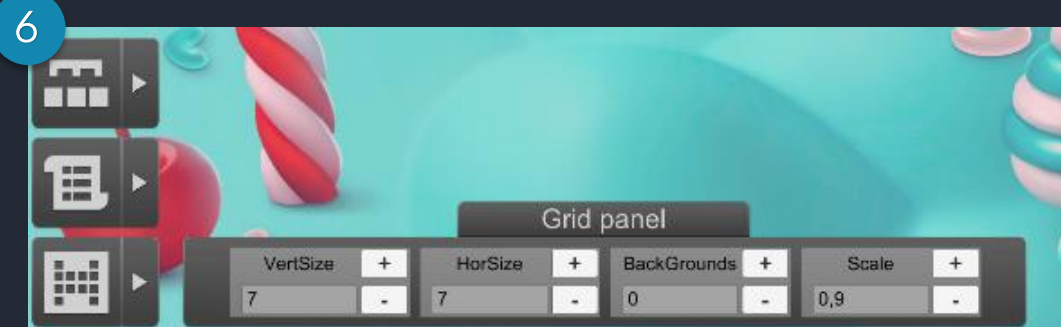 6
Grid panel
VertSize + HorSize + BackGrounds + Scale +
7 - 7 - 0 - 0,9 -